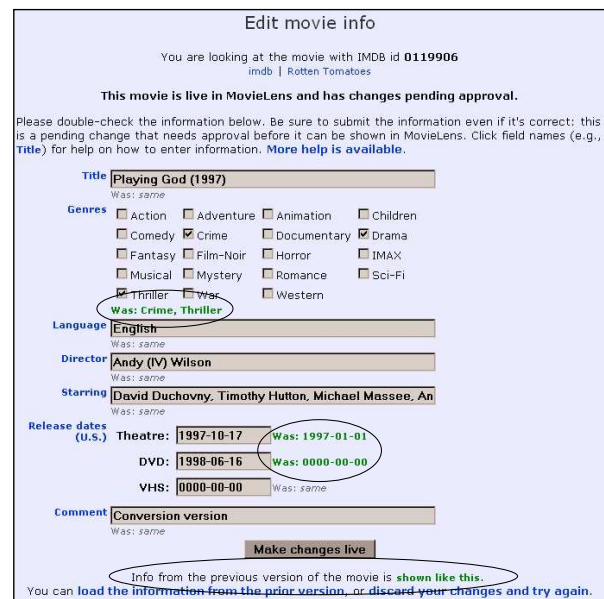 Edit movie info
You are looking at the movie with IMDB id 0119906
imdb | Rotten Tomatoes
This movie is live in MovieLens and has changes pending approval.
Please double-check the information below. Be sure to submit the information even if it's correct: this
is a pending change that needs approval before it can be shown in MovieLens. Click field names (e.g.,
Title) for help on how to enter information. More help is available.
Title Playing God (1997)
Was: same
Genres Action Adventure Animation Children
Comedy Crime Documentary Drama
Fantasy Film-Noir Horror IMAX
Musical Mystery Romance Sci-Fi
Thriller War Western
Was: Crime, Thriller
Language English
Was: same
Director Andy (IV) Wilson
Was: same
Starring David Duchovny, Timothy Hutton, Michael Massee, An
Was: same
Release dates
(U.S.) Theatre: 1997-10-17 Was: 1997-01-01
DVD: 1998-06-16 Was: 0000-00-00
VHS: 0000-00-00 Was: same
Comment Conversion version
Was: same
Make changes live
Info from the previous version of the movie is shown like this.
You can load the information from the prior version, or discard your changes and try again.